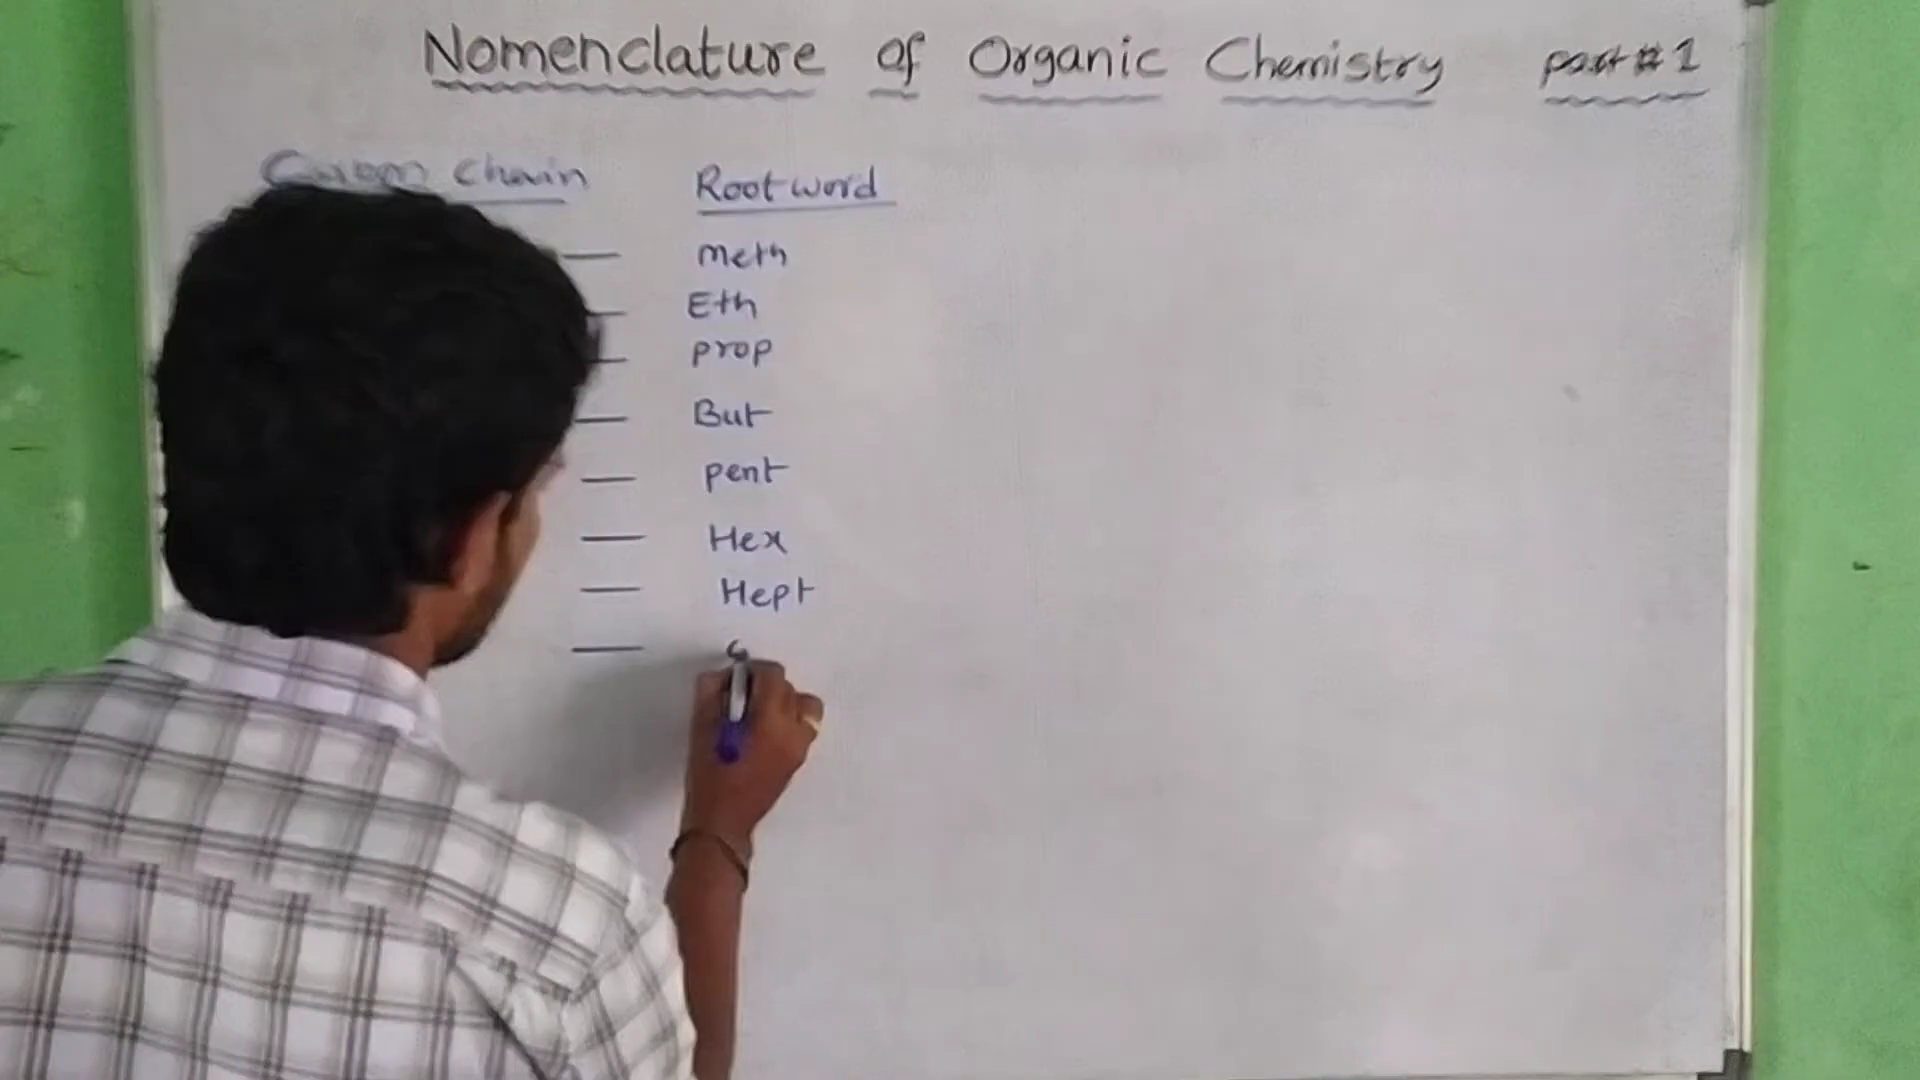 Nomenclature of Organic Chemistry part # 1
Carbon chain Root word
— Meth
— Eth
— prop
— But
— pent
— Hex
— Hept
—